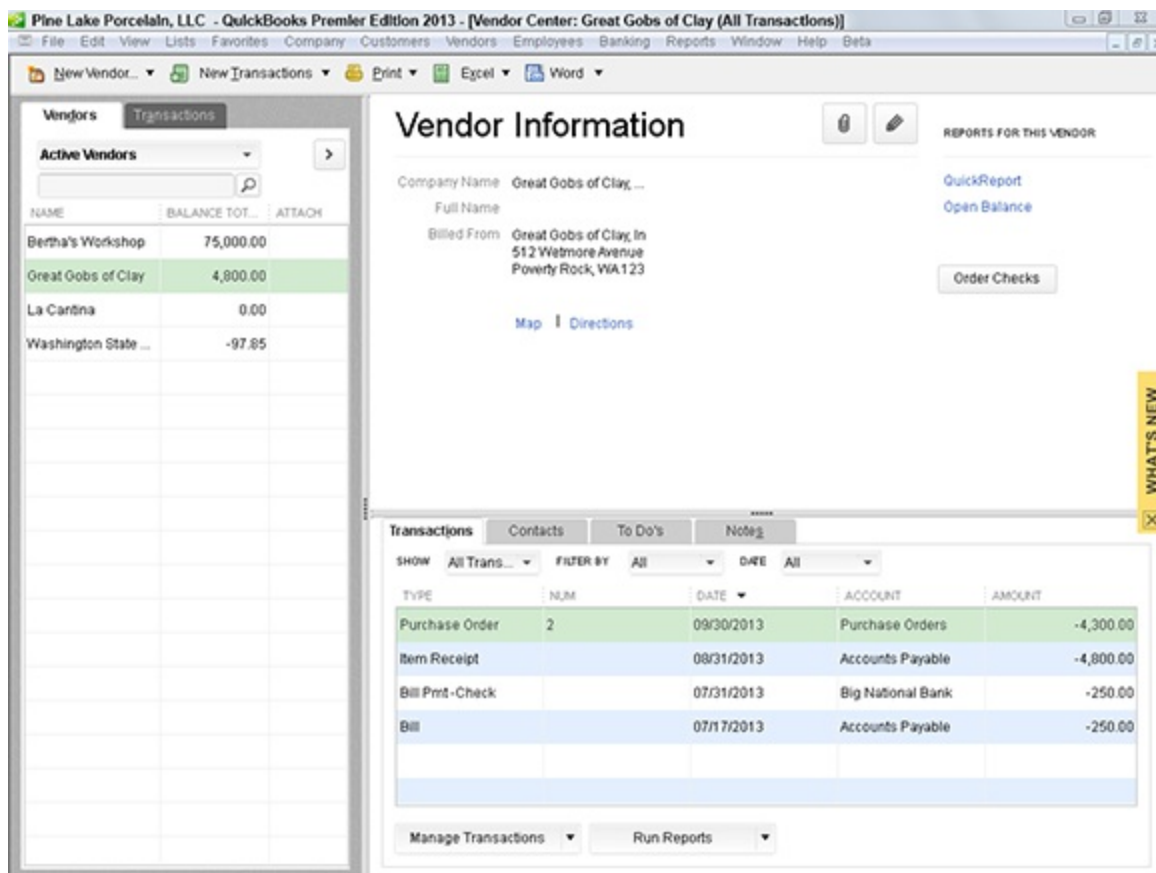 Pine Lake Porcelain, LLC - QuickBooks Premier Edition 2013 - [Vendor Center: Great Gobs of Clay (All Transactions)]
File Edit View Lists Favorites Company Customers Vendors Employees Banking Reports Window Help Beta
New Vendor... New Transactions Print Excel Word
Vendors Transactions
Active Vendors
NAME BALANCE TOT... ATTACH
Bertha's Workshop 75,000.00
Great Gobs of Clay 4,800.00
La Cantina 0.00
Washington State ... -97.85
Vendor Information
Company Name Great Gobs of Clay, ...
Full Name
Billed From Great Gobs of Clay, In
512 Wetmore Avenue
Poverty Rock, WA 123
Map | Directions
REPORTS FOR THIS VENDOR
QuickReport
Open Balance
Order Checks
WHAT'S NEW
Transactions Contacts To Do's Notes
SHOW All Trans... FILTER BY All DATE All
TYPE NUM DATE ACCOUNT AMOUNT
Purchase Order 2 09/30/2013 Purchase Orders -4,300.00
Item Receipt 08/31/2013 Accounts Payable -4,800.00
Bill Pmt-Check 07/31/2013 Big National Bank -250.00
Bill 07/17/2013 Accounts Payable -250.00
Manage Transactions Run Reports